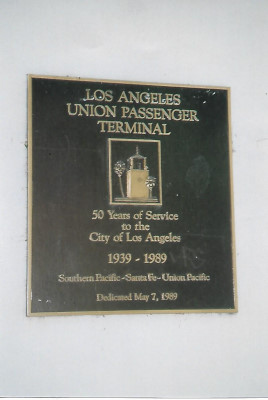 LOS ANGELES
UNION PASSENGER
TERMINAL
50 Years of Service
to the
City of Los Angeles
1939 - 1989
Southern Pacific - Santa Fe - Union Pacific
Dedicated May 7, 1989